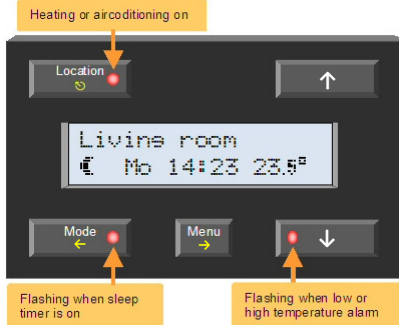 Heating or aircoditioning on
Location
↑
Living room
Mo 14:23 23.5°
Mode
←
Menu
→
↓
Flashing when sleep
timer is on
Flashing when low or
high temperature alarm